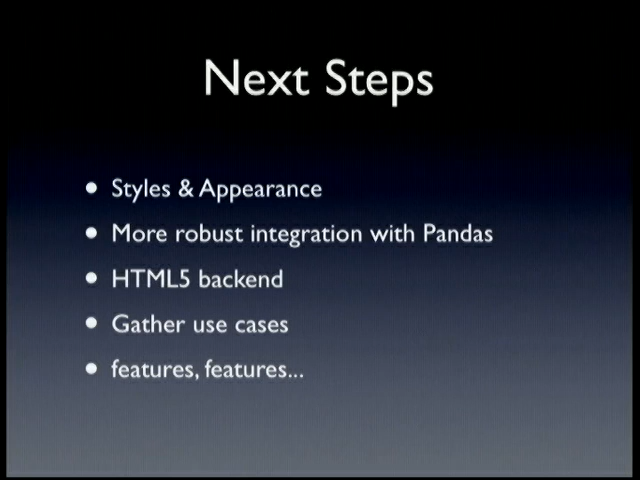 Next Steps
• Styles & Appearance
• More robust integration with Pandas
• HTML5 backend
• Gather use cases
• features, features...